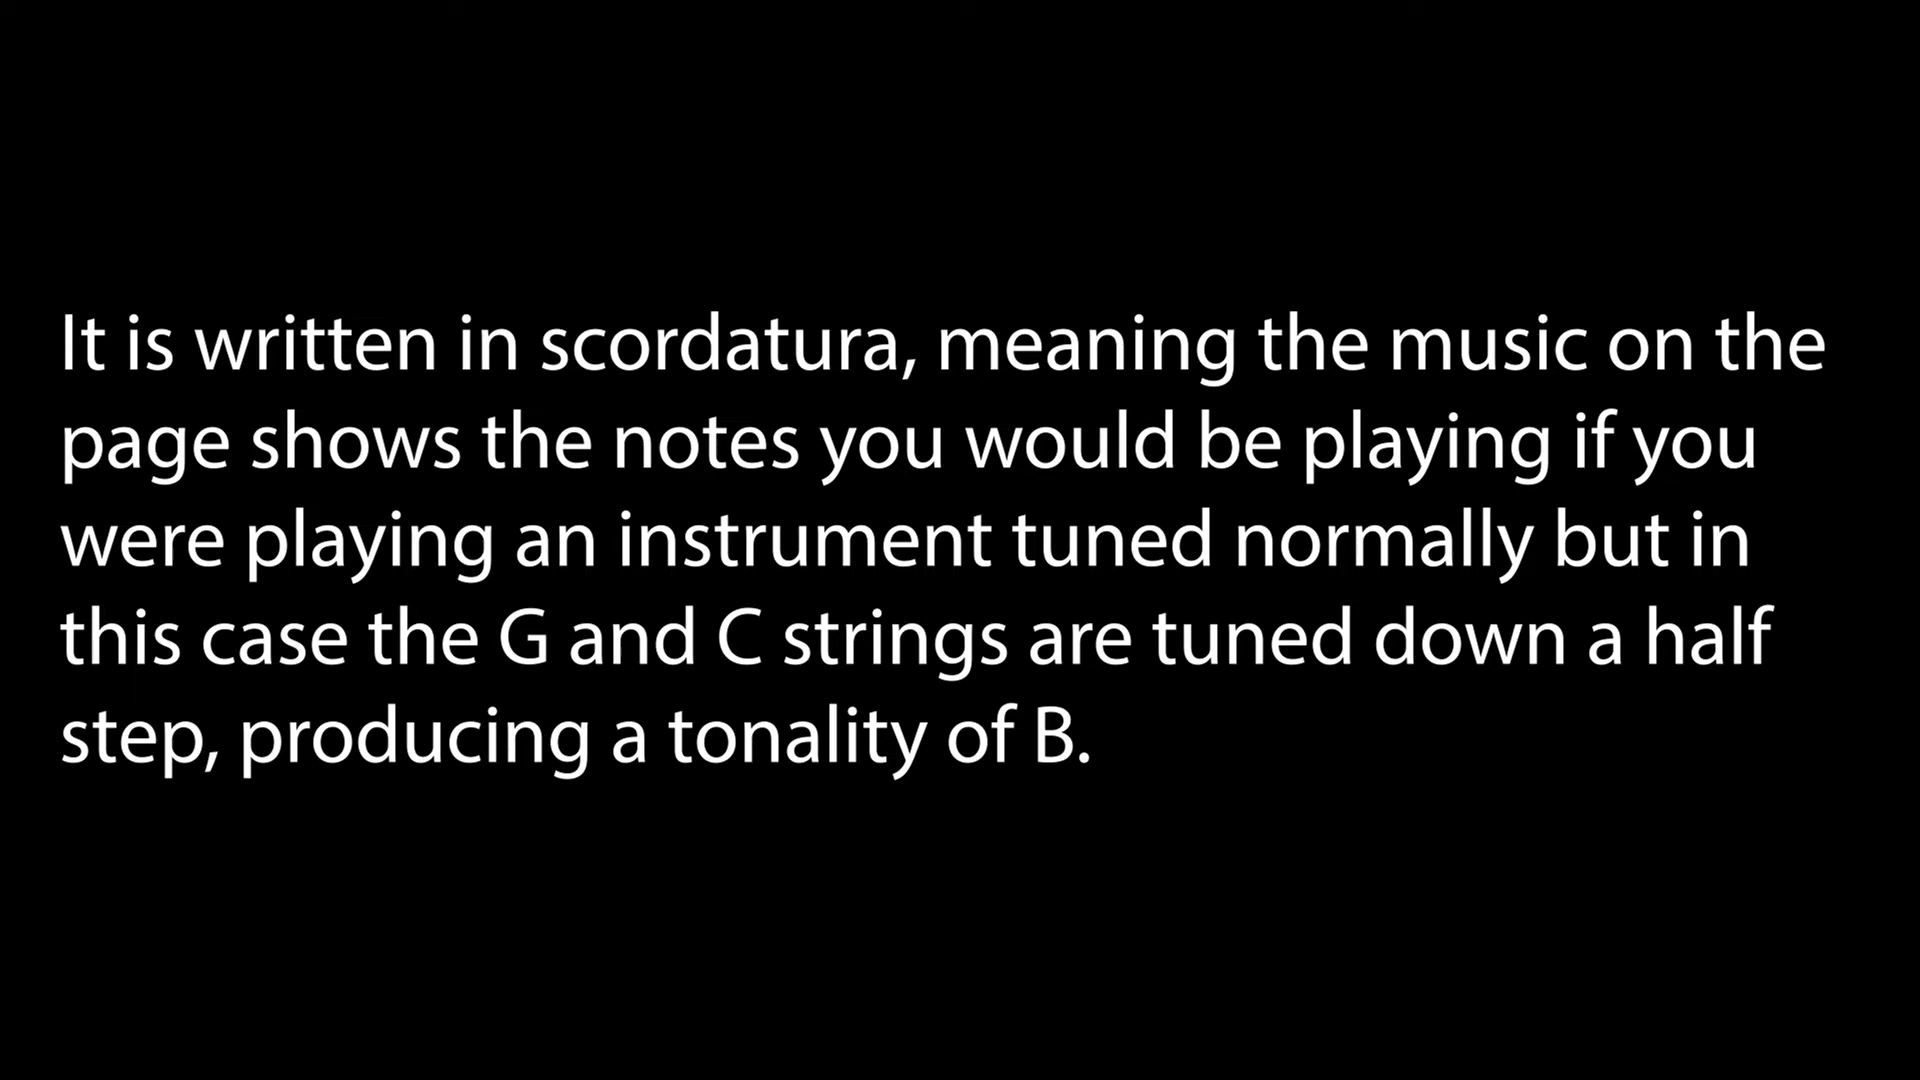 It is written in scordatura, meaning the music on the
page shows the notes you would be playing if you
were playing an instrument tuned normally but in
this case the G and C strings are tuned down a half
step, producing a tonality of B.